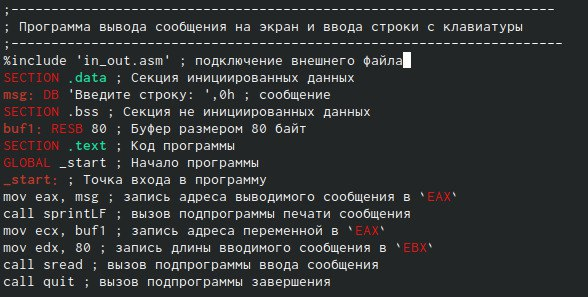 ;------------------------------------------------------------------
; Программа вывода сообщения на экран и ввода строки с клавиатуры
;-------------------------------------------------------------------
%include 'in_out.asm' ; подключение внешнего файла
SECTION .data ; Секция инициированных данных
msg: DB 'Введите строку: ',0h ; сообщение
SECTION .bss ; Секция не инициированных данных
buf1: RESB 80 ; Буфер размером 80 байт
SECTION .text ; Код программы
GLOBAL _start ; Начало программы
_start: ; Точка входа в программу
mov eax, msg ; запись адреса выводимого сообщения в `EAX`
call sprintLF ; вызов подпрограммы печати сообщения
mov ecx, buf1 ; запись адреса переменной в `EAX`
mov edx, 80 ; запись длины вводимого сообщения в `EBX`
call sread ; вызов подпрограммы ввода сообщения
call quit ; вызов подпрограммы завершения